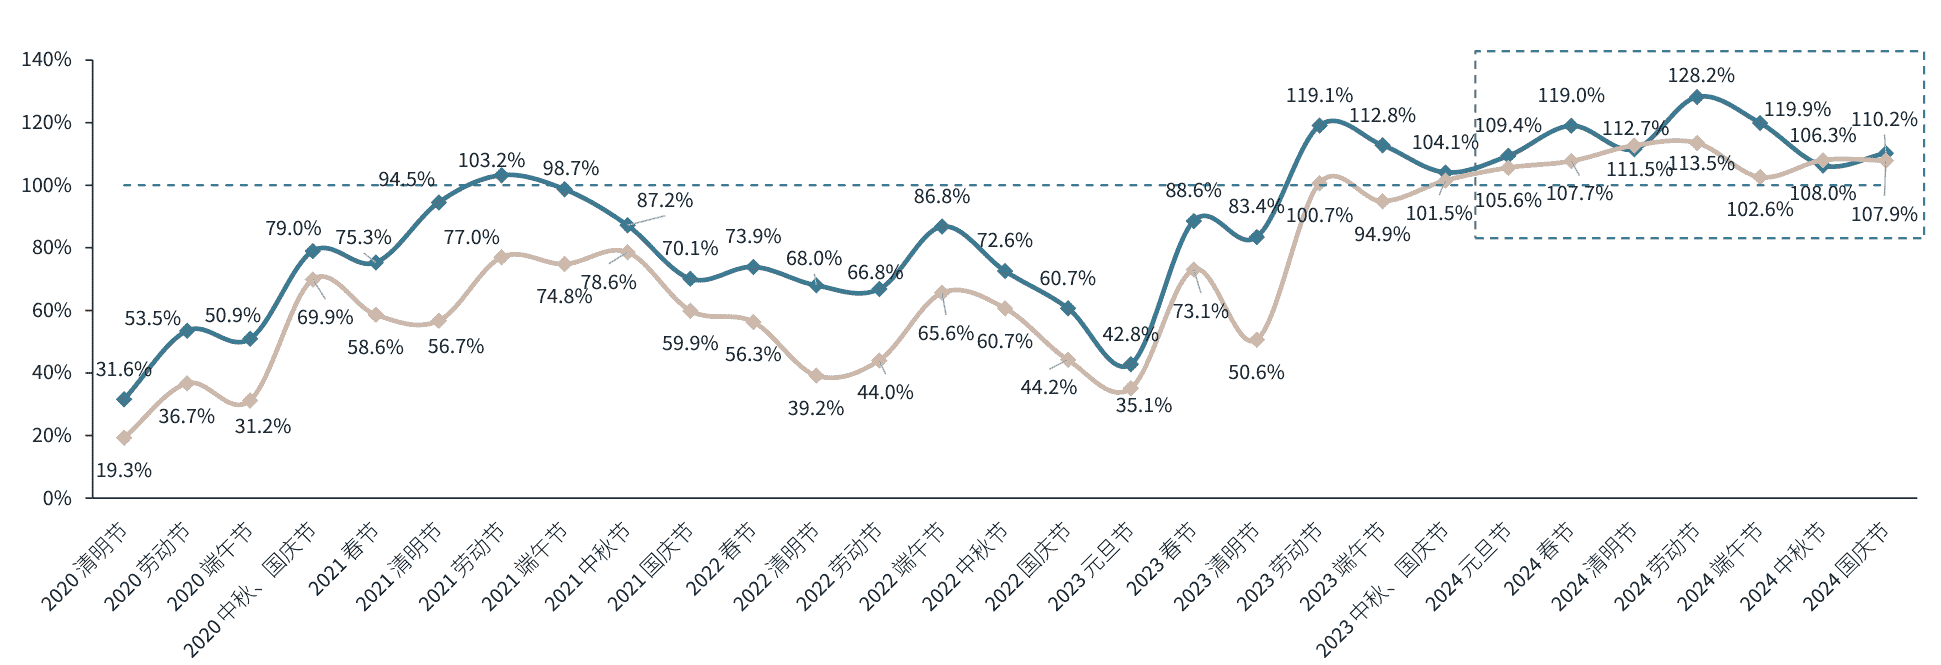 140%
120%
100%
80%
60%
40%
20%
0%
31.6%
53.5%
50.9%
79.0%
75.3%
94.5%
103.2%
98.7%
87.2%
70.1%
73.9%
68.0%
66.8%
86.8%
72.6%
60.7%
42.8%
88.6%
83.4%
119.1%
112.8%
104.1%
109.4%
119.0%
111.5%
128.2%
119.9%
106.3%
110.2%
19.3%
36.7%
31.2%
69.9%
58.6%
56.7%
77.0%
74.8%
78.6%
59.9%
56.3%
39.2%
44.0%
65.6%
60.7%
44.2%
35.1%
73.1%
50.6%
100.7%
94.9%
101.5%
105.6%
107.7%
112.7%
113.5%
102.6%
108.0%
107.9%
2020 清明节
2020 劳动节
2020 端午节
2020 中秋、国庆节
2021 春节
2021 清明节
2021 劳动节
2021 端午节
2021 中秋节
2021 国庆节
2022 春节
2022 清明节
2022 劳动节
2022 端午节
2022 中秋节
2022 国庆节
2023 元旦节
2023 春节
2023 清明节
2023 劳动节
2023 端午节
2023 中秋、国庆节
2024 元旦节
2024 春节
2024 清明节
2024 劳动节
2024 端午节
2024 中秋节
2024 国庆节